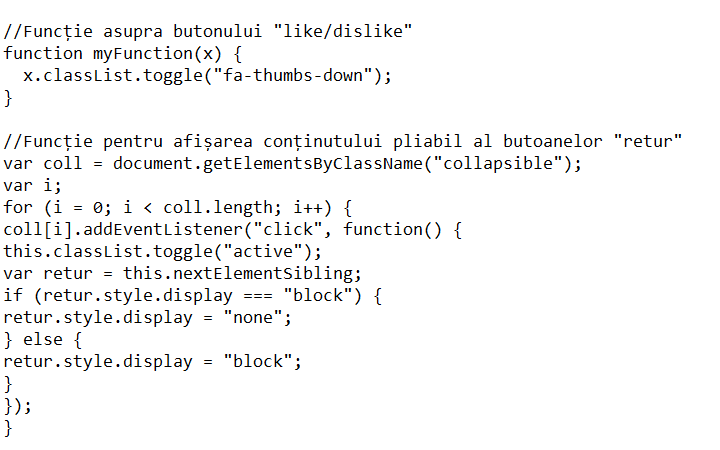 //Funcție asupra butonului "like/dislike"
function myFunction(x) {
  x.classList.toggle("fa-thumbs-down");
}

//Funcție pentru afișarea conținutului pliabil al butoanelor "retur"
var coll = document.getElementsByClassName("collapsible");
var i;
for (i = 0; i < coll.length; i++) {
coll[i].addEventListener("click", function() {
this.classList.toggle("active");
var retur = this.nextElementSibling;
if (retur.style.display === "block") {
retur.style.display = "none";
} else {
retur.style.display = "block";
}
});
}